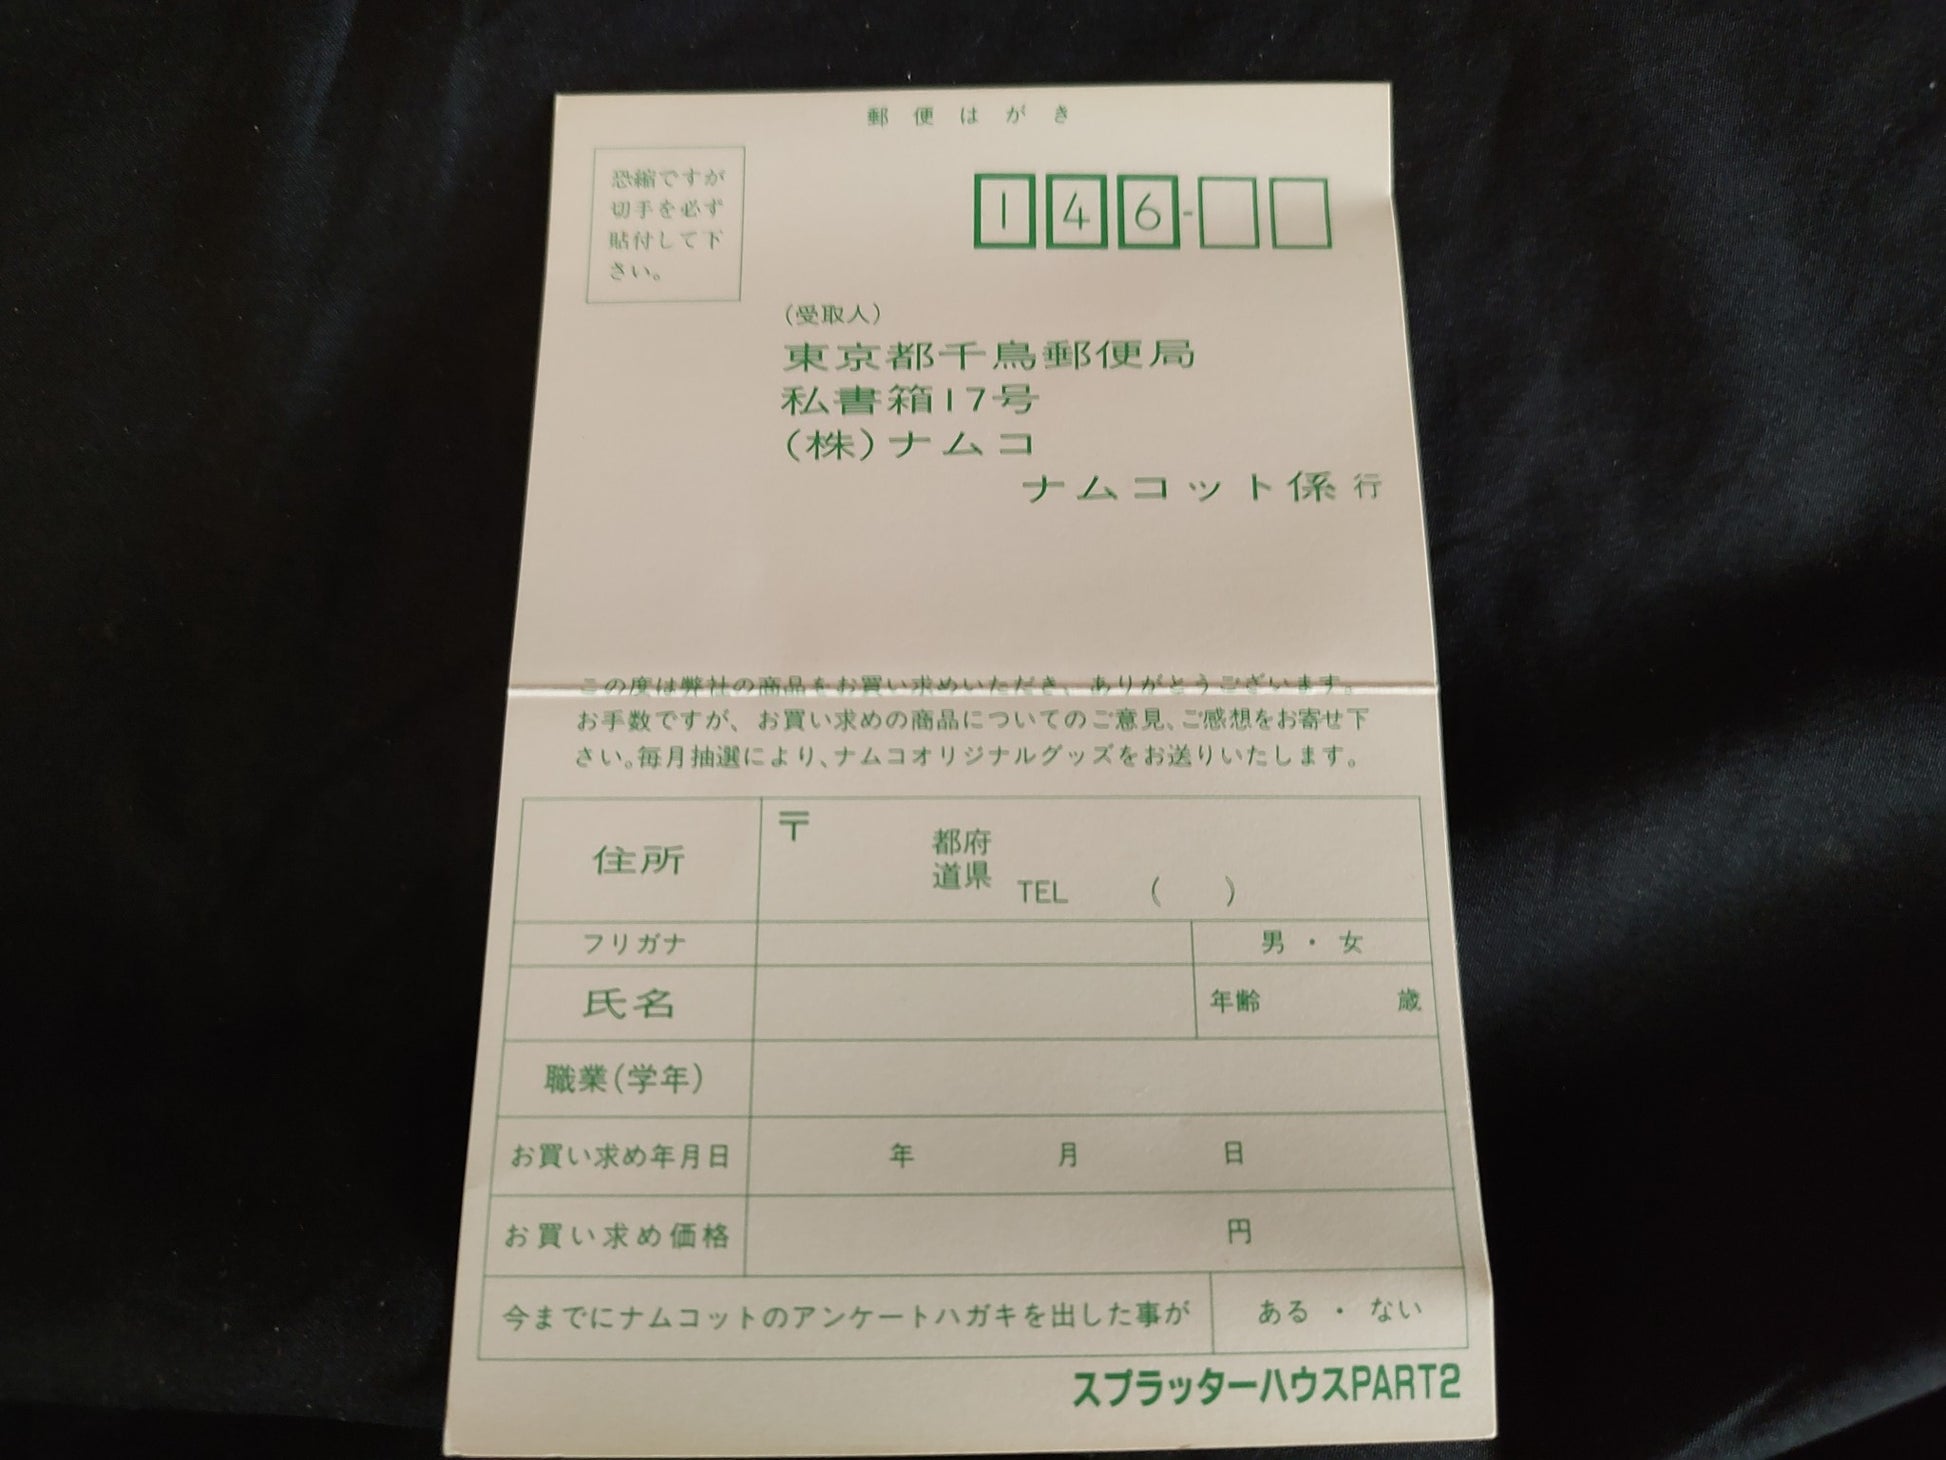 郵便はがき
恐縮ですが
切手を必ず
貼付して下
さい。
146-
(受取人)
東京都千鳥郵便局
私書箱17号
(株)ナムコ
ナムコット係 行
この度は弊社の商品をお買い求めいただき、ありがとうございます。
お手数ですが、お買い求めの商品についてのご意見、ご感想をお寄せ下
さい。毎月抽選により、ナムコオリジナルグッズをお送りいたします。
住所 〒 都府
道県 TEL ( )
フリガナ 男・女
氏名 年齢 歳
職業(学年)
お買い求め年月日 年 月 日
お買い求め価格 円
今までにナムコットのアンケートハガキを出した事が ある・ない
スプラッターハウスPART2